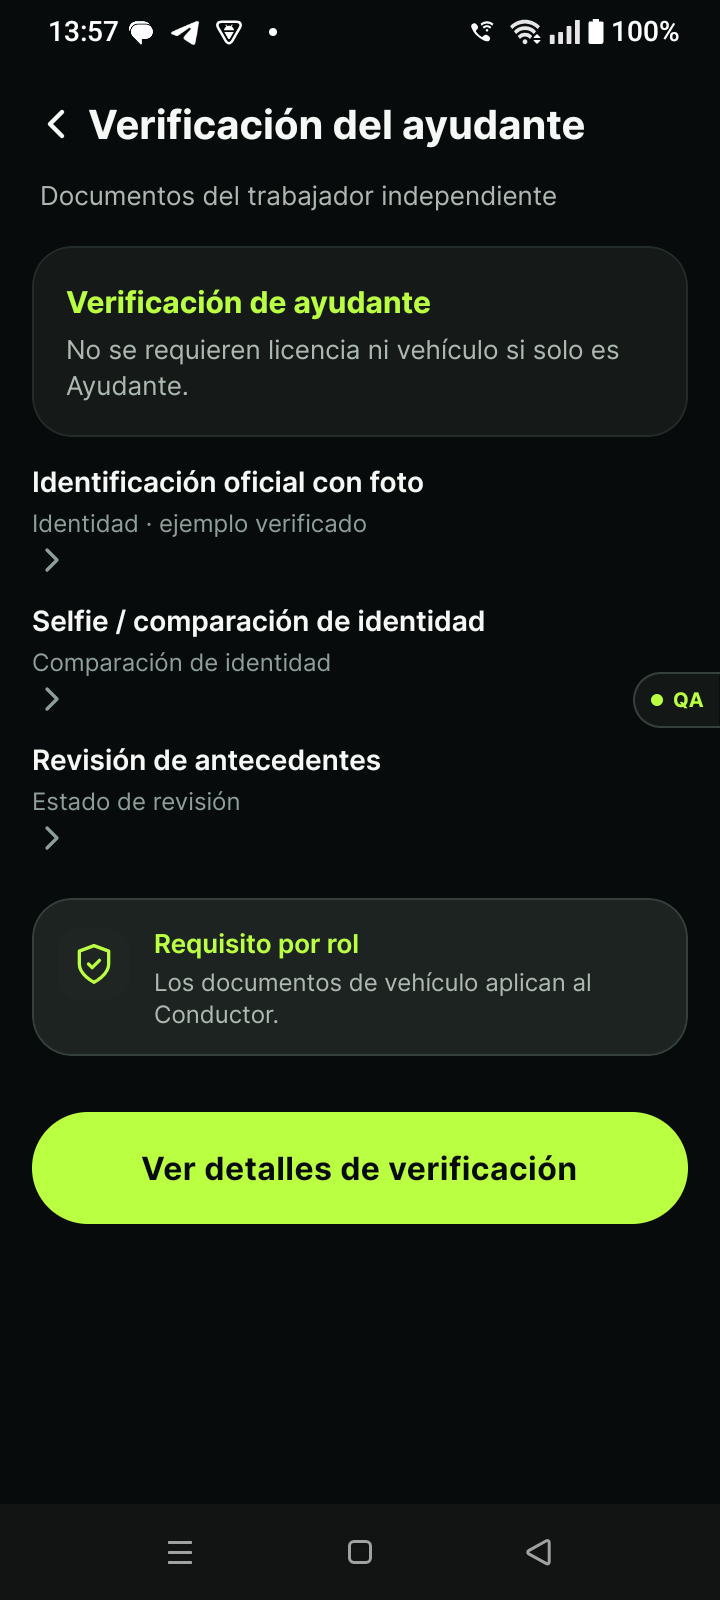 13:57
100%
Verificación del ayudante
Documentos del trabajador independiente
Verificación de ayudante
No se requieren licencia ni vehículo si solo es
Ayudante.
Identificación oficial con foto
Identidad · ejemplo verificado
Selfie / comparación de identidad
Comparación de identidad
QA
Revisión de antecedentes
Estado de revisión
Requisito por rol
Los documentos de vehículo aplican al
Conductor.
Ver detalles de verificación